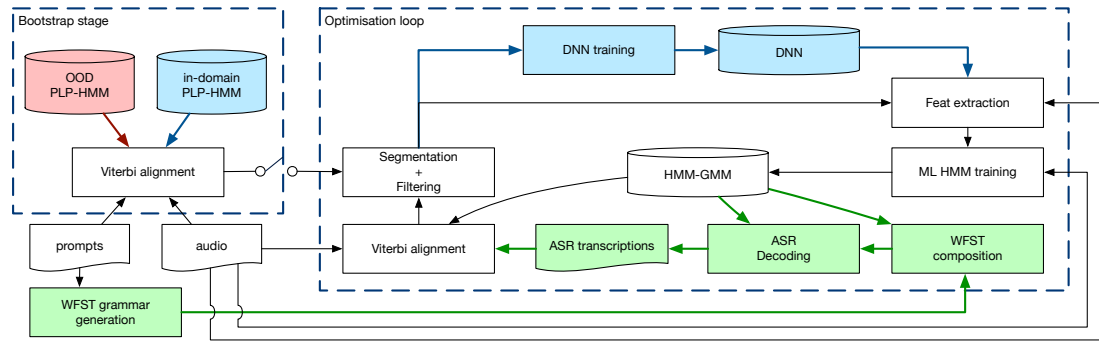 Bootstrap stage
OOD
PLP-HMM
in-domain
PLP-HMM
Viterbi alignment
prompts
audio
WFST grammar
generation
Optimisation loop
DNN training
DNN
Feat extraction
Segmentation
+
Filtering
HMM-GMM
ML HMM training
Viterbi alignment
ASR transcriptions
ASR
Decoding
WFST
composition